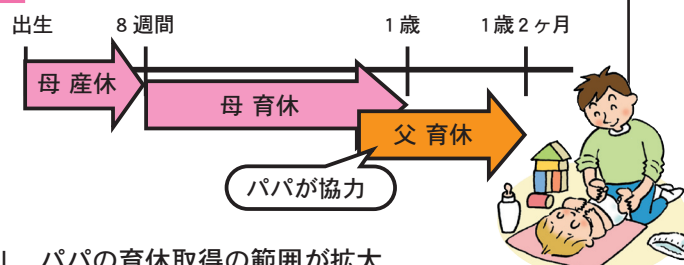 出生 8週間 1歳 1歳2ヶ月
母 産休
母 育休
父 育休
パパが協力
パパの育休取得の範囲が拡大